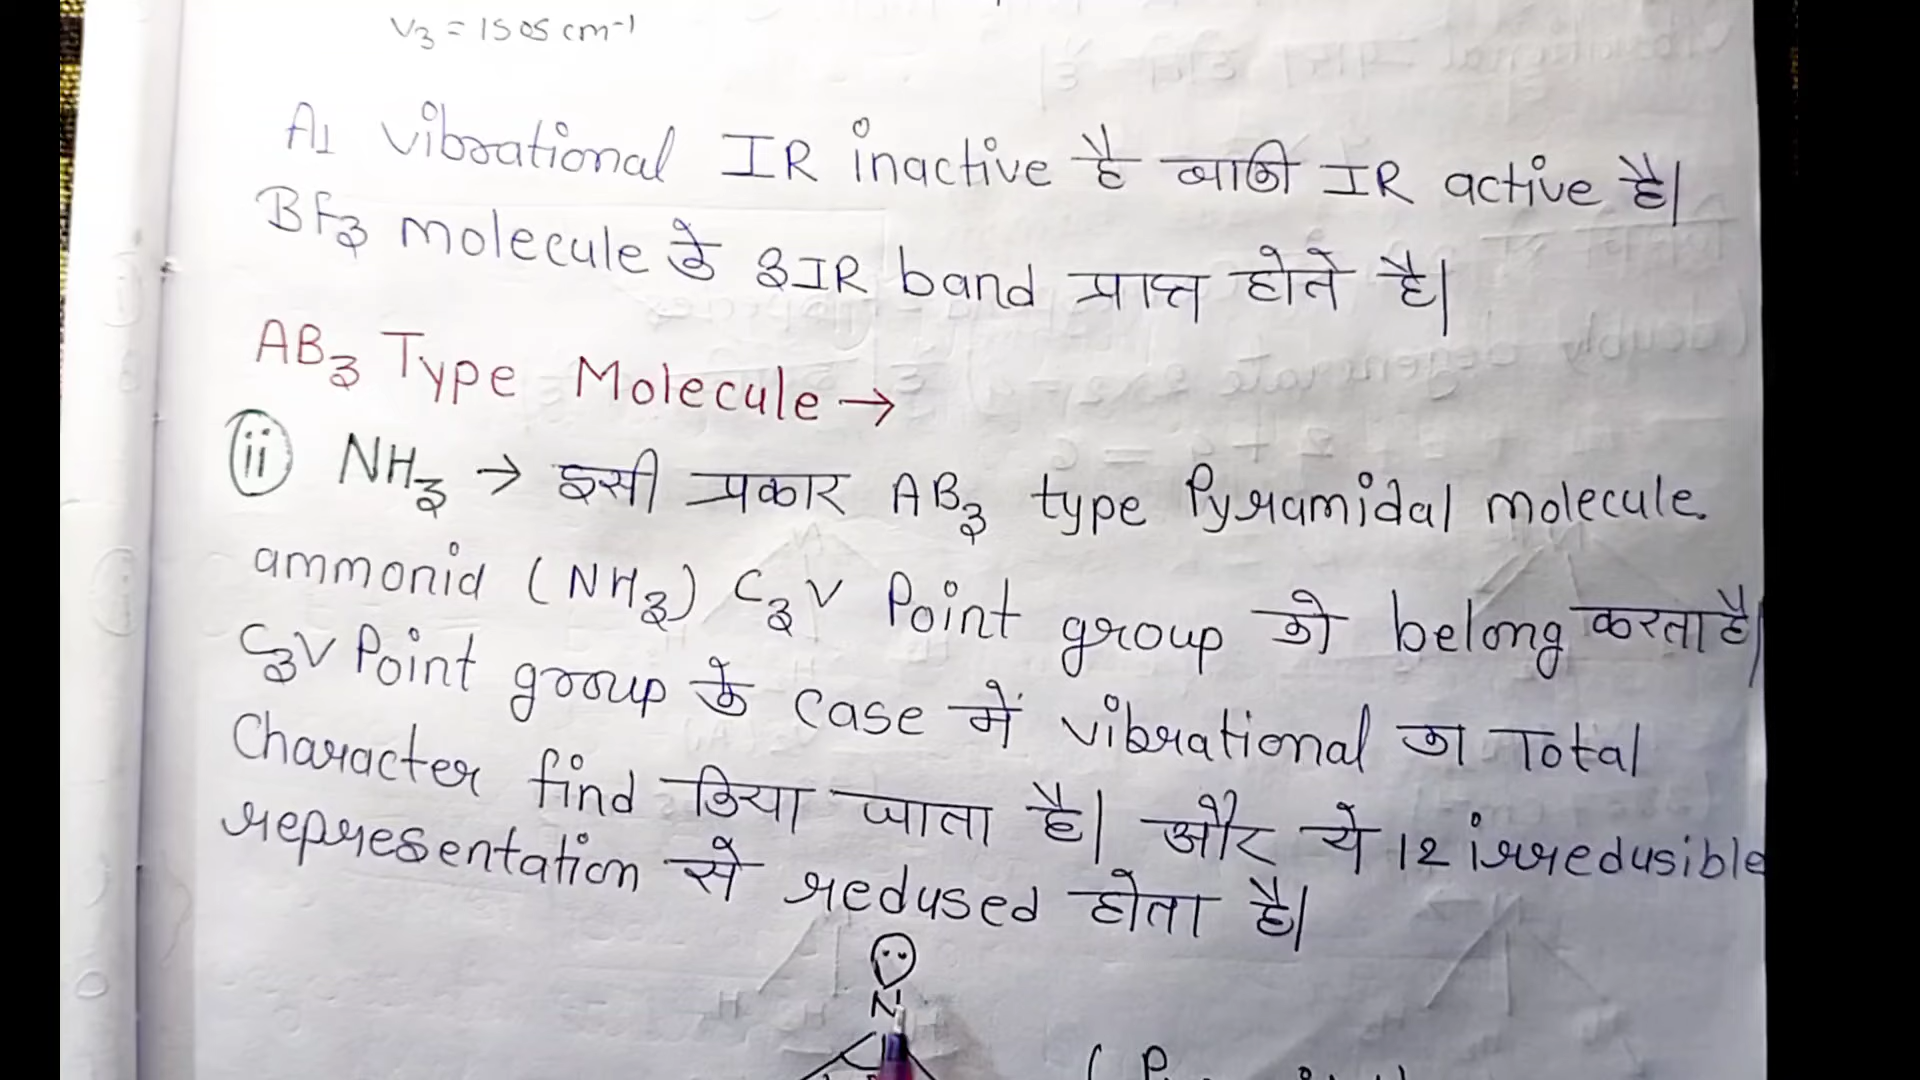 ν3 = 1505 cm-1
A1 vibrational IR inactive है बाकी IR active है।
BF3 molecule के 3 IR band प्राप्त होते है।
AB3 Type Molecule →
(ii) NH3 → इसी प्रकार AB3 type Pyramidal molecule.
ammonid (NH3) C3V Point group को belong करता है।
C3V Point group के case में vibrational का Total
Character find किया जाता है। और ये 12 irredusible
representation से redused होता है।
N